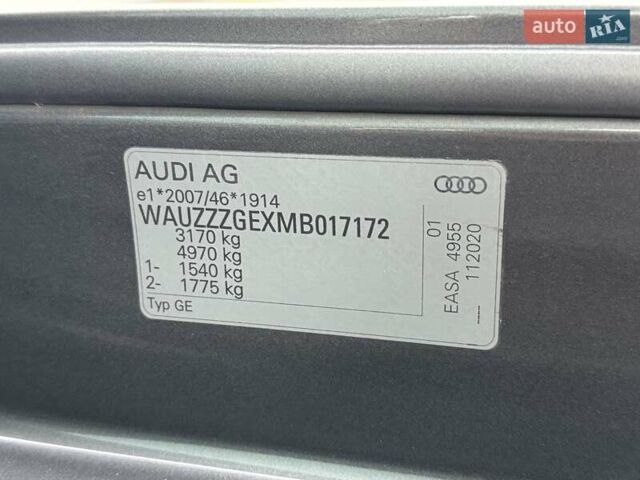 auto RIA .com
AUDI AG
e1*2007/46*1914
WAUZZZGEXMB017172
3170 kg
4970 kg
1- 1540 kg
2- 1775 kg
Typ GE
01
EASA 4955
---- 112020